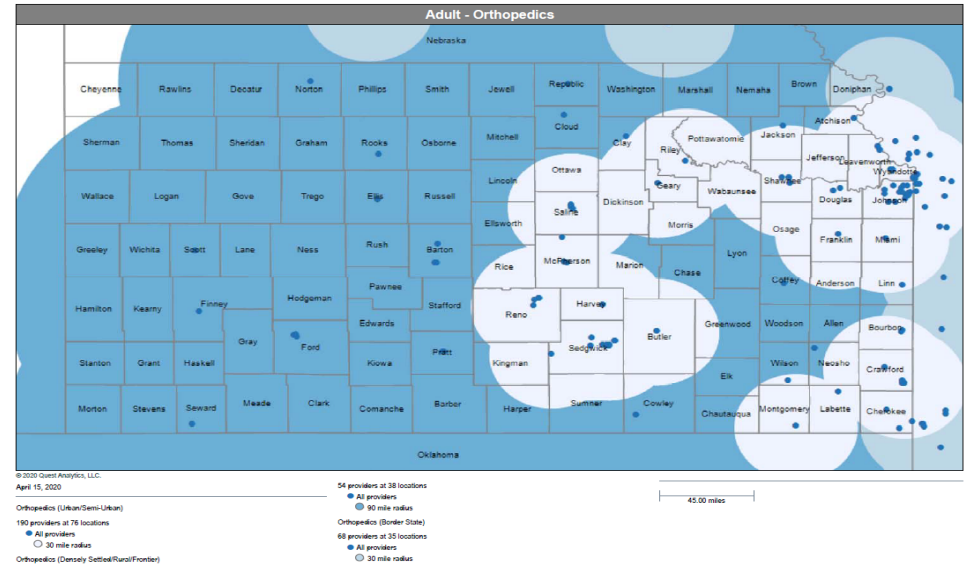 Adult - Orthopedics
Nebraska
Cheyenne Rawlins Decatur Norton Phillips Smith Jewell Republic Washington Marshall Nemaha Brown Doniphan
Atchison
Sherman Thomas Sheridan Graham Rooks Osborne Mitchell Cloud Clay Riley Pottawatomie Jackson
Jefferson Leavenworth
Wyandotte
Wallace Logan Gove Trego Ellis Russell Lincoln Ottawa Geary Wabaunsee Shawnee
Saline Dickinson Douglas Johnson
Ellsworth Morris Osage
Greeley Wichita Scott Lane Ness Rush Barton Rice McPherson Marion Chase Lyon Franklin Miami
Hamilton Kearny Finney Hodgeman Pawnee Stafford Reno Harvey Coffey Anderson Linn
Gray Ford Edwards Sedgwick Butler Greenwood Woodson Allen Bourbon
Stanton Grant Haskell Kiowa Pratt Kingman Elk Wilson Neosho Crawford
Morton Stevens Seward Meade Clark Comanche Barber Harper Sumner Cowley Chautauqua Montgomery Labette Cherokee
Oklahoma
© 2020 Quest Analytics, LLC.
April 15, 2020
Orthopedics (Urban/Semi-Urban)
190 providers at 76 locations
All providers
30 mile radius
Orthopedics (Densely Settled/Rural/Frontier)
54 providers at 38 locations
All providers
90 mile radius
Orthopedics (Border State)
68 providers at 35 locations
All providers
30 mile radius
45.00 miles